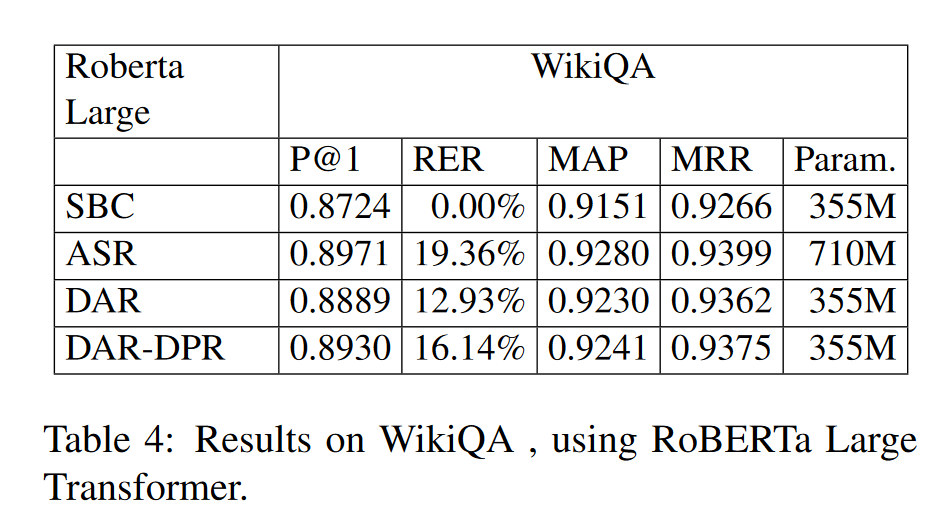 Roberta Large WikiQA
P@1 RER MAP MRR Param.
SBC 0.8724 0.00% 0.9151 0.9266 355M
ASR 0.8971 19.36% 0.9280 0.9399 710M
DAR 0.8889 12.93% 0.9230 0.9362 355M
DAR-DPR 0.8930 16.14% 0.9241 0.9375 355M
Table 4: Results on WikiQA , using RoBERTa Large
Transformer.